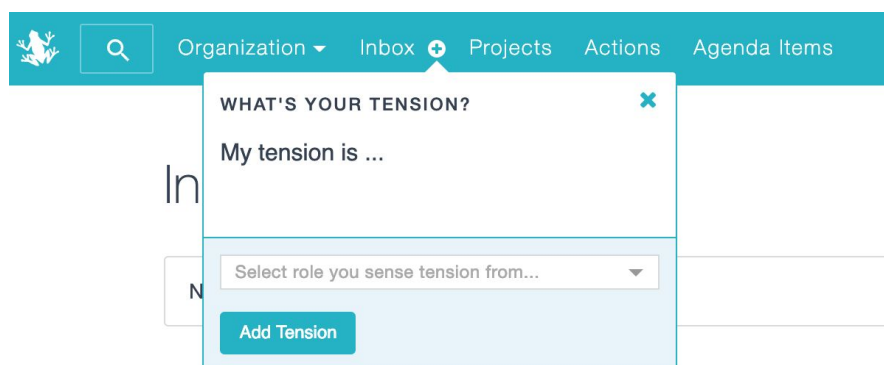 Organization Inbox Projects Actions Agenda Items
WHAT'S YOUR TENSION?
My tension is ...
In
Select role you sense tension from...
N
Add Tension